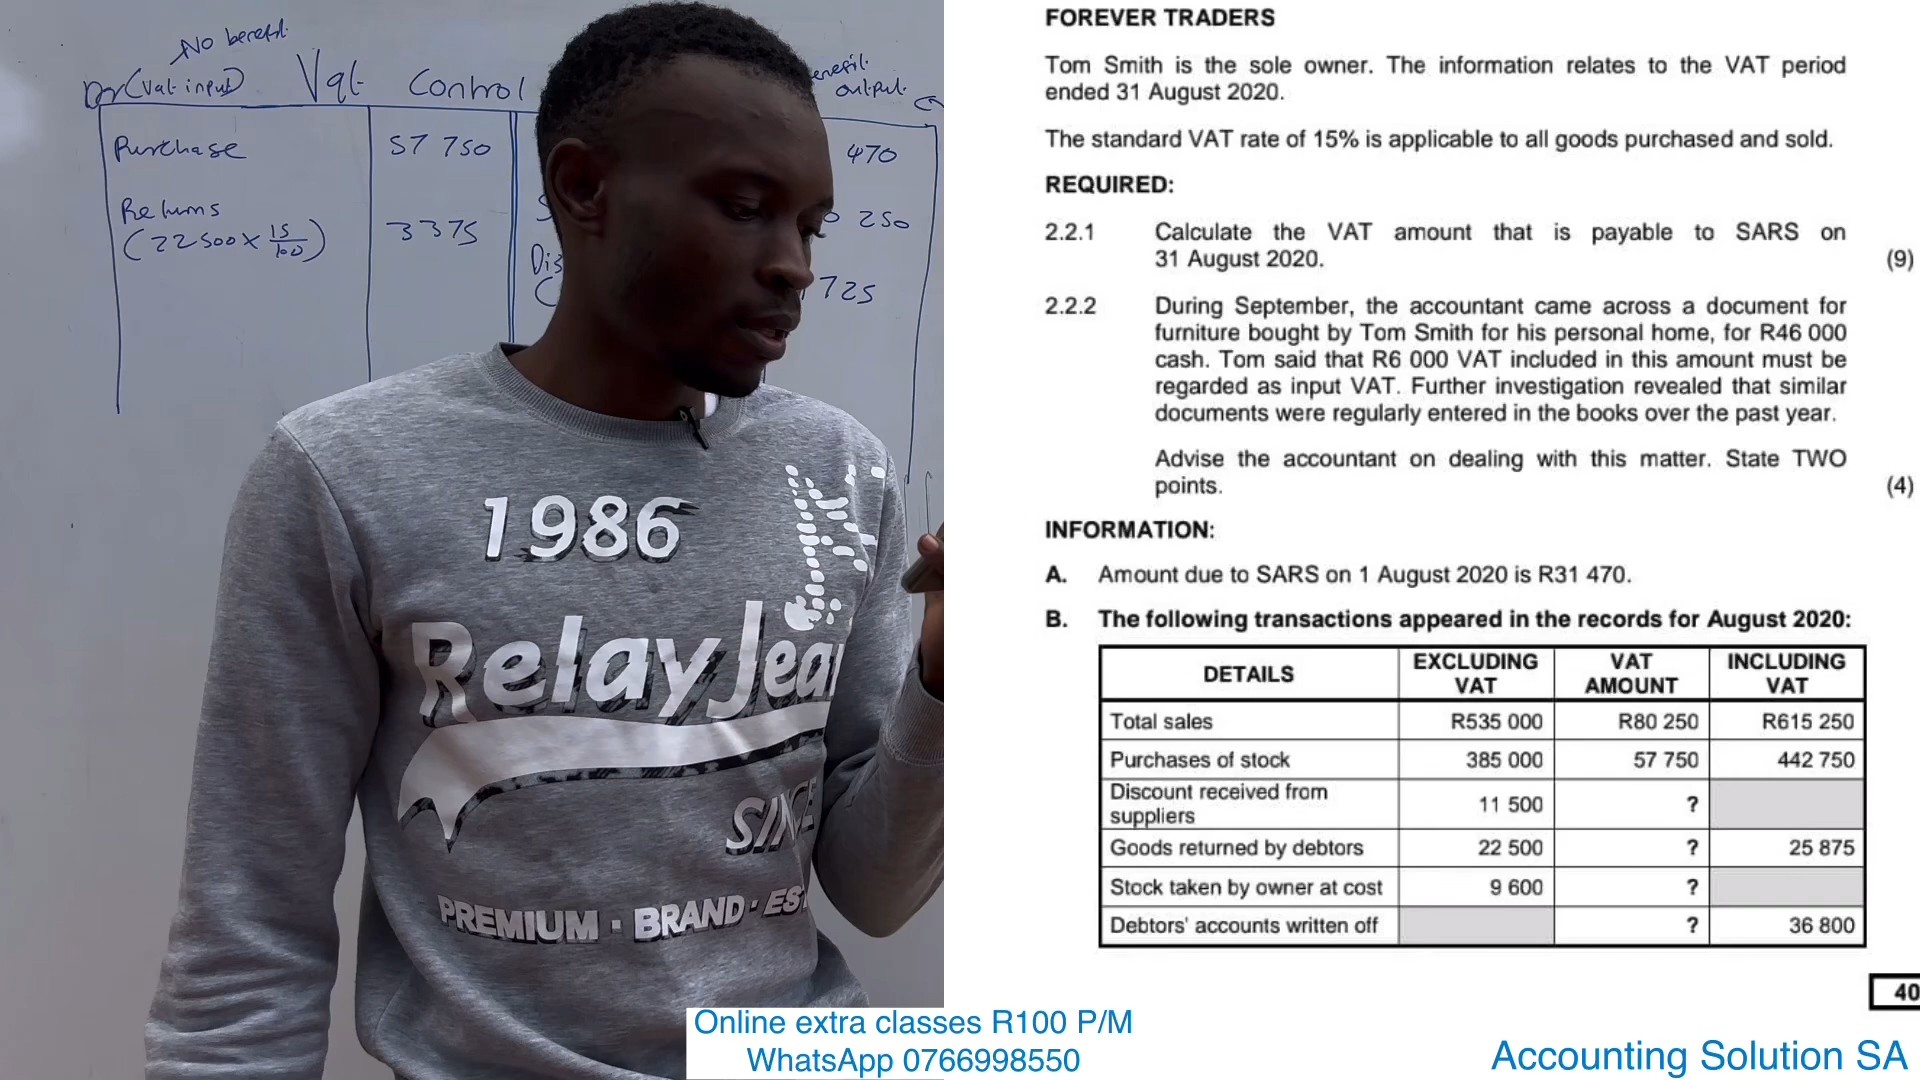 No benefit
Dr (Vat input) Vat Control
output
Purchase 57 750
470
Returns
(22 500 × 15/100) 3375
250
Dis
(
725
1986
RelayJean
SINCE
PREMIUM · BRAND · ES
FOREVER TRADERS
Tom Smith is the sole owner. The information relates to the VAT period
ended 31 August 2020.
The standard VAT rate of 15% is applicable to all goods purchased and sold.
REQUIRED:
2.2.1 Calculate the VAT amount that is payable to SARS on
31 August 2020. (9)
2.2.2 During September, the accountant came across a document for
furniture bought by Tom Smith for his personal home, for R46 000
cash. Tom said that R6 000 VAT included in this amount must be
regarded as input VAT. Further investigation revealed that similar
documents were regularly entered in the books over the past year.
Advise the accountant on dealing with this matter. State TWO
points. (4)
INFORMATION:
A. Amount due to SARS on 1 August 2020 is R31 470.
B. The following transactions appeared in the records for August 2020:
DETAILS EXCLUDING VAT VAT AMOUNT INCLUDING VAT
Total sales R535 000 R80 250 R615 250
Purchases of stock 385 000 57 750 442 750
Discount received from suppliers 11 500 ?
Goods returned by debtors 22 500 ? 25 875
Stock taken by owner at cost 9 600 ?
Debtors' accounts written off ? 36 800
40
Online extra classes R100 P/M
WhatsApp 0766998550
Accounting Solution SA